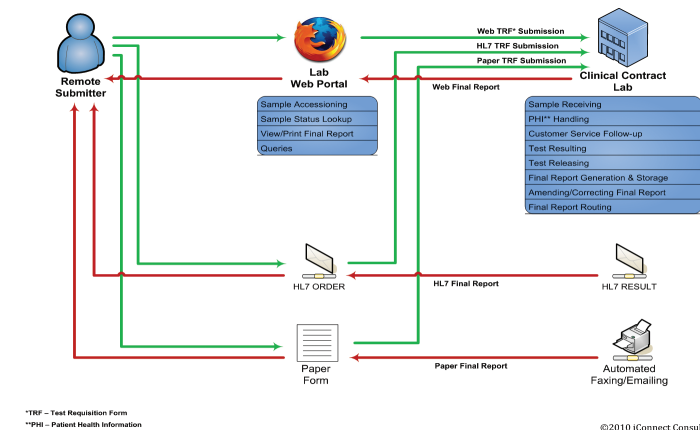 Web TRF* Submission
HL7 TRF Submission
Paper TRF Submission
Remote
Submitter
Lab
Web Portal
Web Final Report
Clinical Contract
Lab
Sample Accessioning
Sample Status Lookup
View/Print Final Report
Queries
Sample Receiving
PHI** Handling
Customer Service Follow-up
Test Resulting
Test Releasing
Final Report Generation & Storage
Amending/Correcting Final Report
Final Report Routing
HL7 ORDER
HL7 Final Report
HL7 RESULT
Paper
Form
Paper Final Report
Automated
Faxing/Emailing
*TRF – Test Requisition Form
**PHI – Patient Health Information
©2010 iConnect Consul